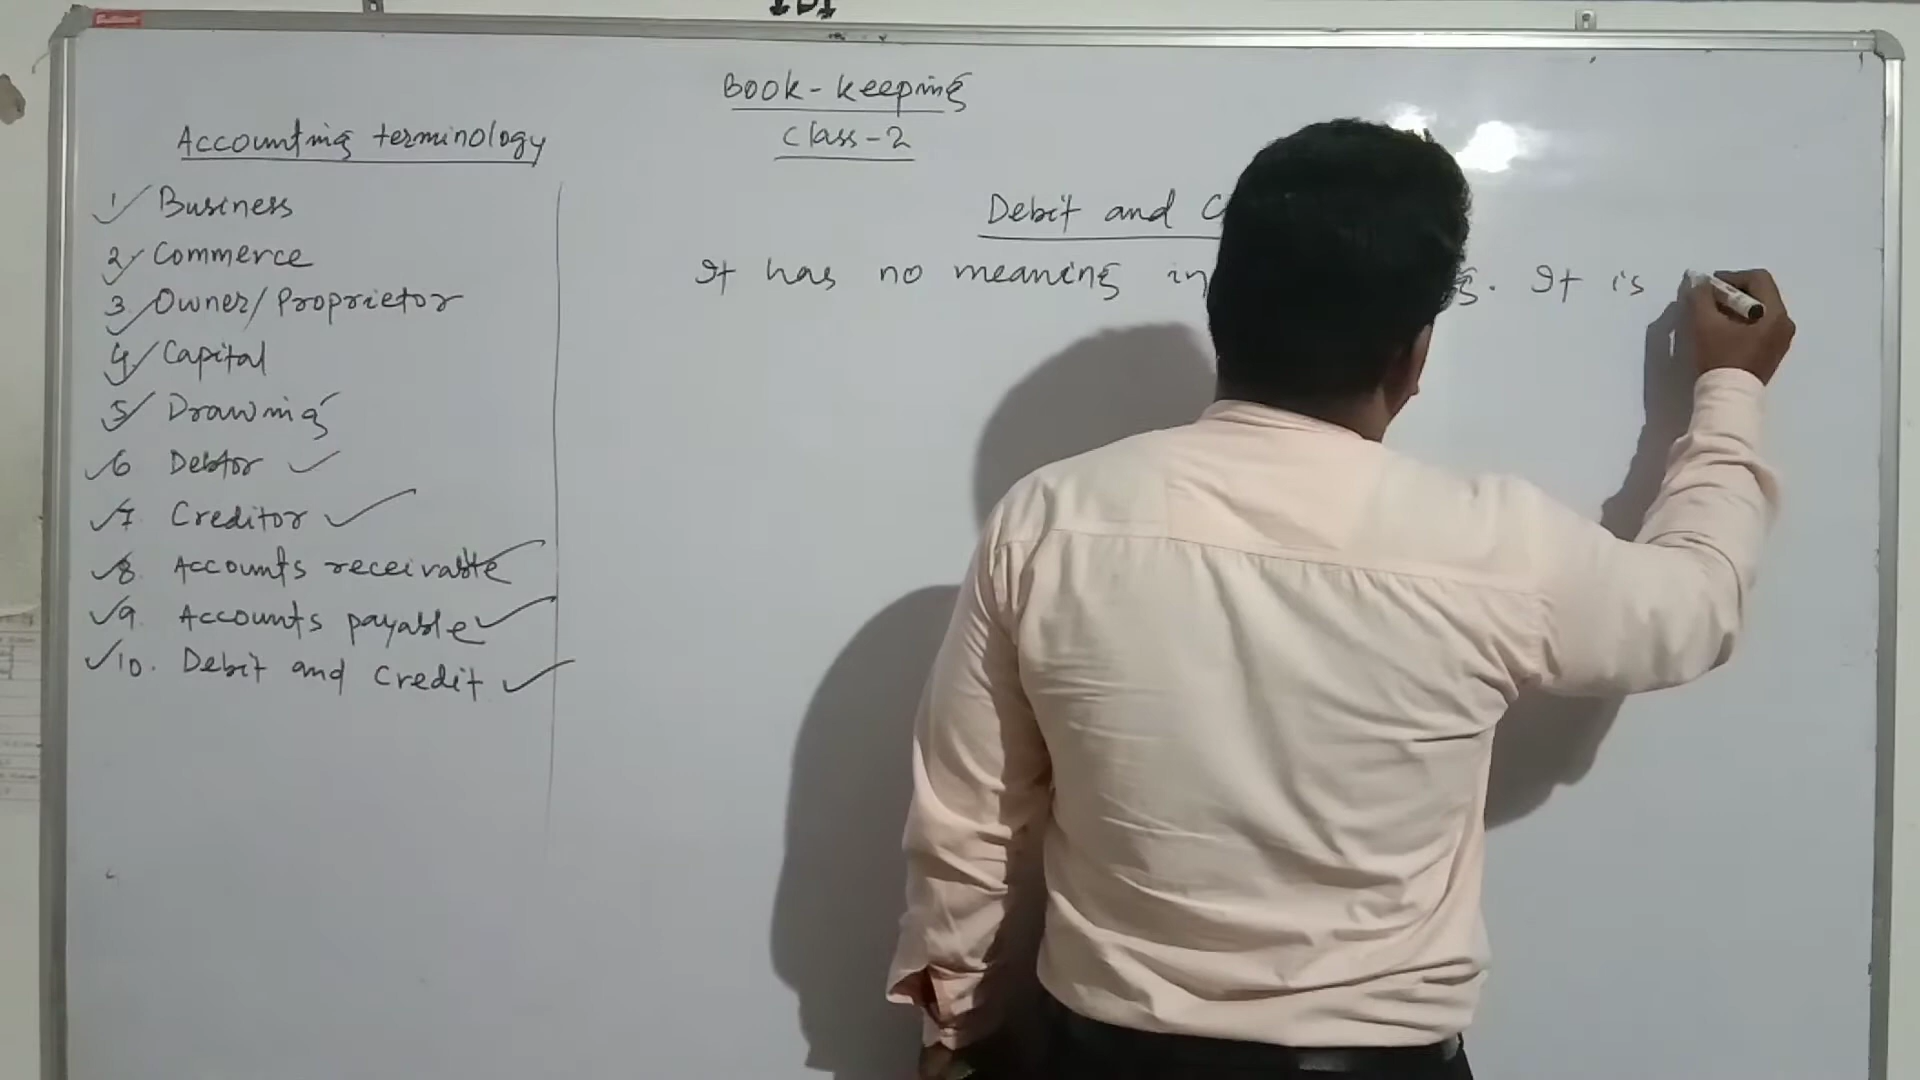 Book-keeping
Class-2
Accounting terminology
1 Business
2 Commerce
3. Owner/Proprietor
4 Capital
5 Drawing
6 Debtor
7. Creditor
8. Accounts receivable
9. Accounts payable
10. Debit and Credit
Debit and
It has no meaning in . It is